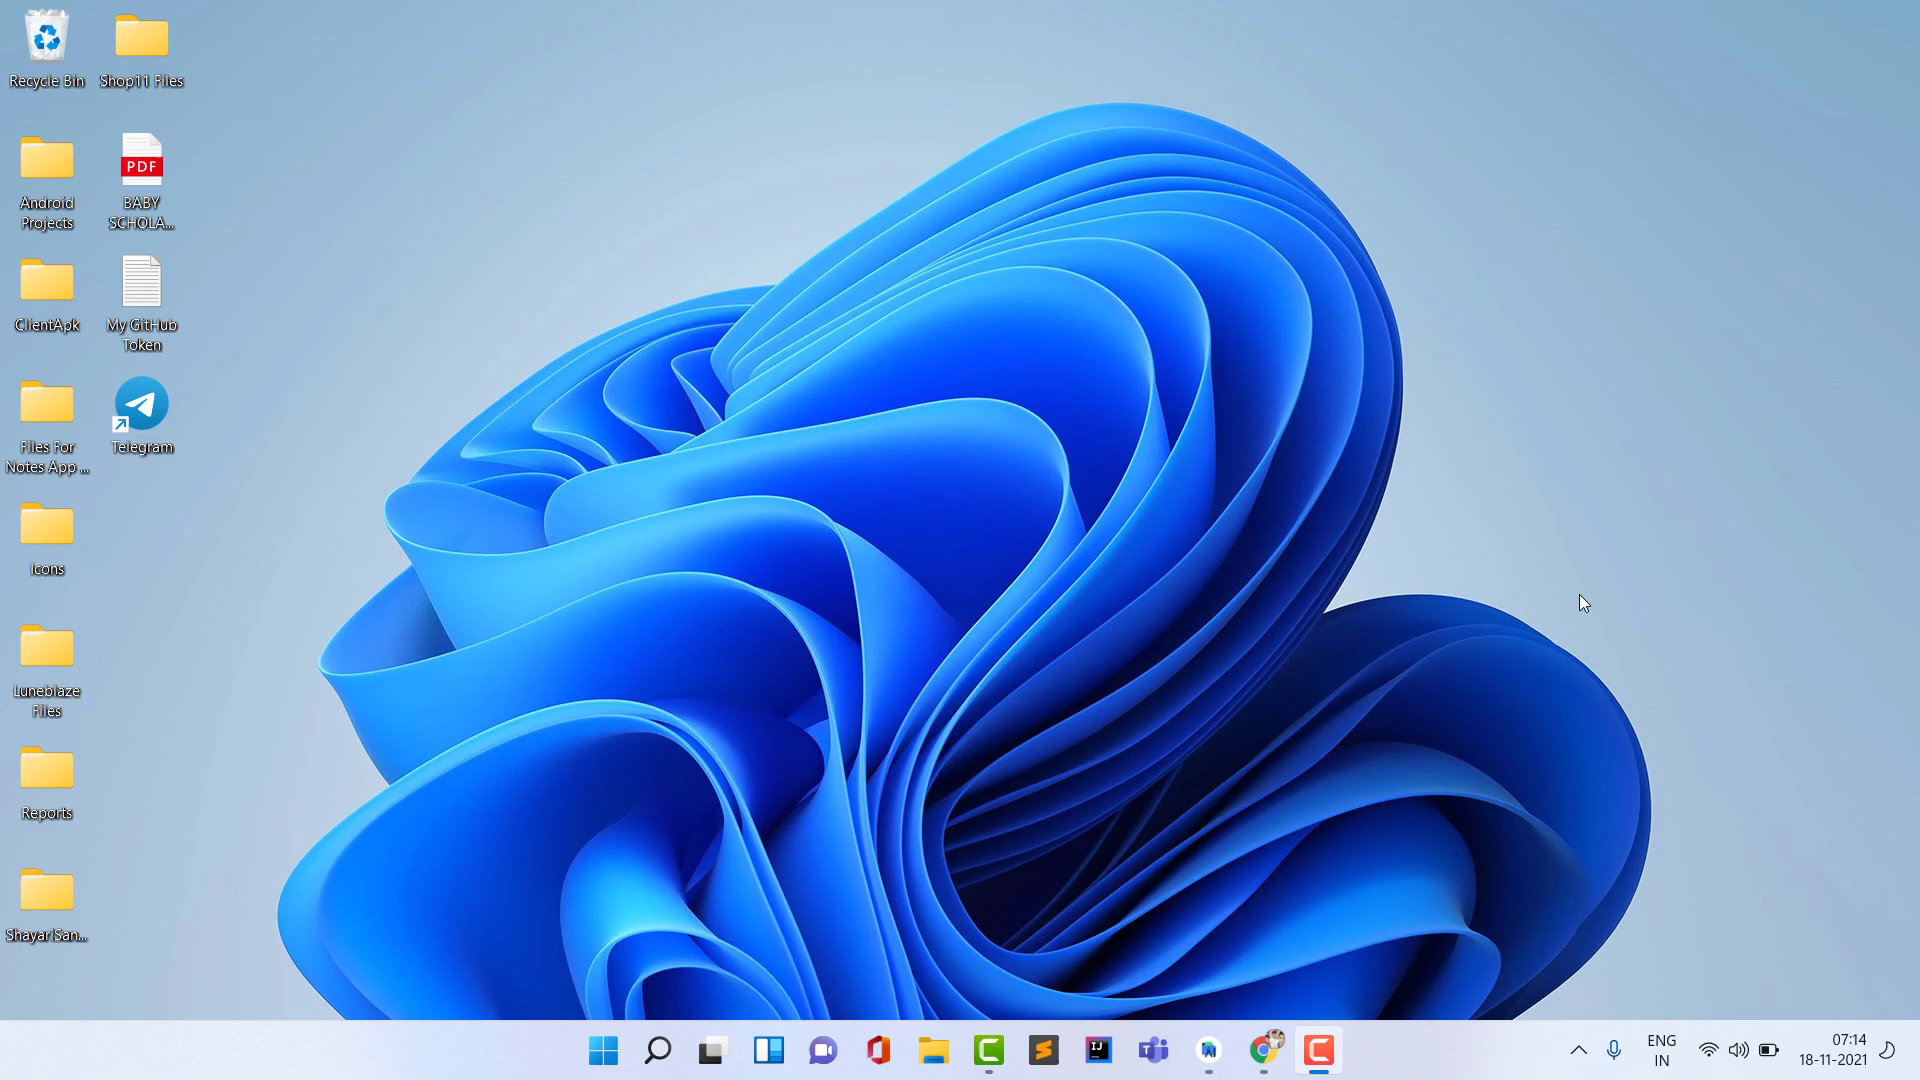 Recycle Bin
Shop11 Files
Android
Projects
PDF
BABY
SCHOLA...
ClientApk
My GitHub
Token
Files For
Notes App ...
Telegram
Icons
Luneblaze
Files
Reports
ShayariSan...
IJ
ENG
IN
07:14
18-11-2021